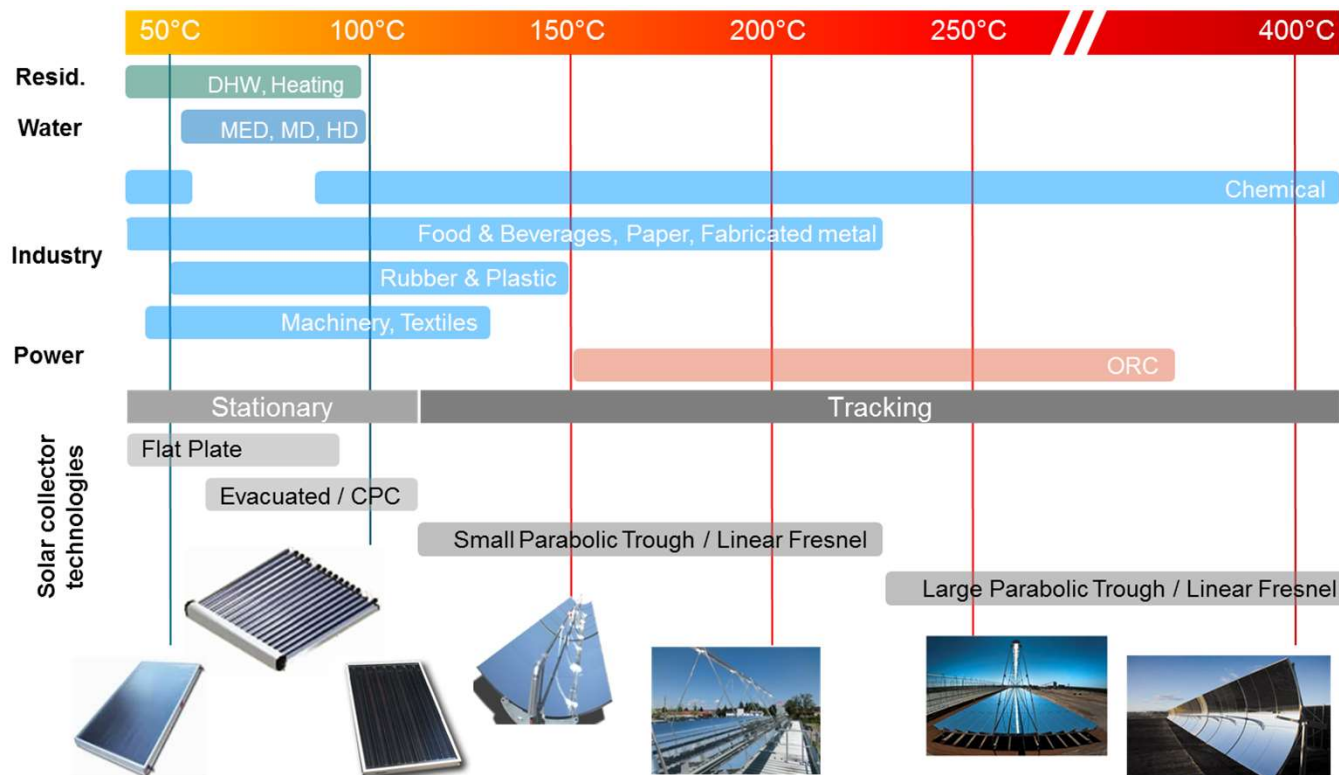 50°C 100°C 150°C 200°C 250°C 400°C
Resid.
DHW, Heating
Water
MED, MD, HD
Chemical
Industry
Food & Beverages, Paper, Fabricated metal
Rubber & Plastic
Machinery, Textiles
Power
ORC
Stationary Tracking
Solar collector
technologies
Flat Plate
Evacuated / CPC
Small Parabolic Trough / Linear Fresnel
Large Parabolic Trough / Linear Fresnel